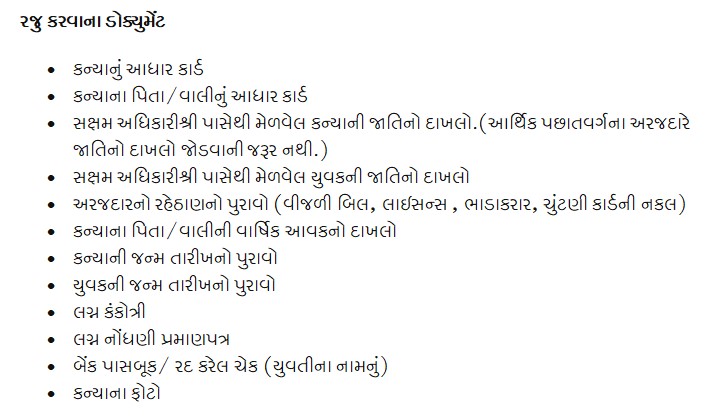 રજુ કરવાના ડોક્યુમેંટ
• કન્યાનું આધાર કાર્ડ
• કન્યાના પિતા/વાલીનું આધાર કાર્ડ
• સક્ષમ અધિકારીશ્રી પાસેથી મેળવેલ કન્યાની જાતિનો દાખલો.(આર્થિક પછાતવર્ગના અરજદારે
જાતિનો દાખલો જોડવાની જરૂર નથી.)
• સક્ષમ અધિકારીશ્રી પાસેથી મેળવેલ યુવકની જાતિનો દાખલો
• અરજદારનો રહેઠાણનો પુરાવો (વીજળી બિલ, લાઇસન્સ , ભાડાકરાર, ચુંટણી કાર્ડની નકલ)
• કન્યાના પિતા/વાલીની વાર્ષિક આવકનો દાખલો
• કન્યાની જન્મ તારીખનો પુરાવો
• યુવકની જન્મ તારીખનો પુરાવો
• લગ્ન કંકોત્રી
• લગ્ન નોંધણી પ્રમાણપત્ર
• બેંક પાસબૂક/ રદ કરેલ ચેક (યુવતીના નામનું)
• કન્યાના ફોટો